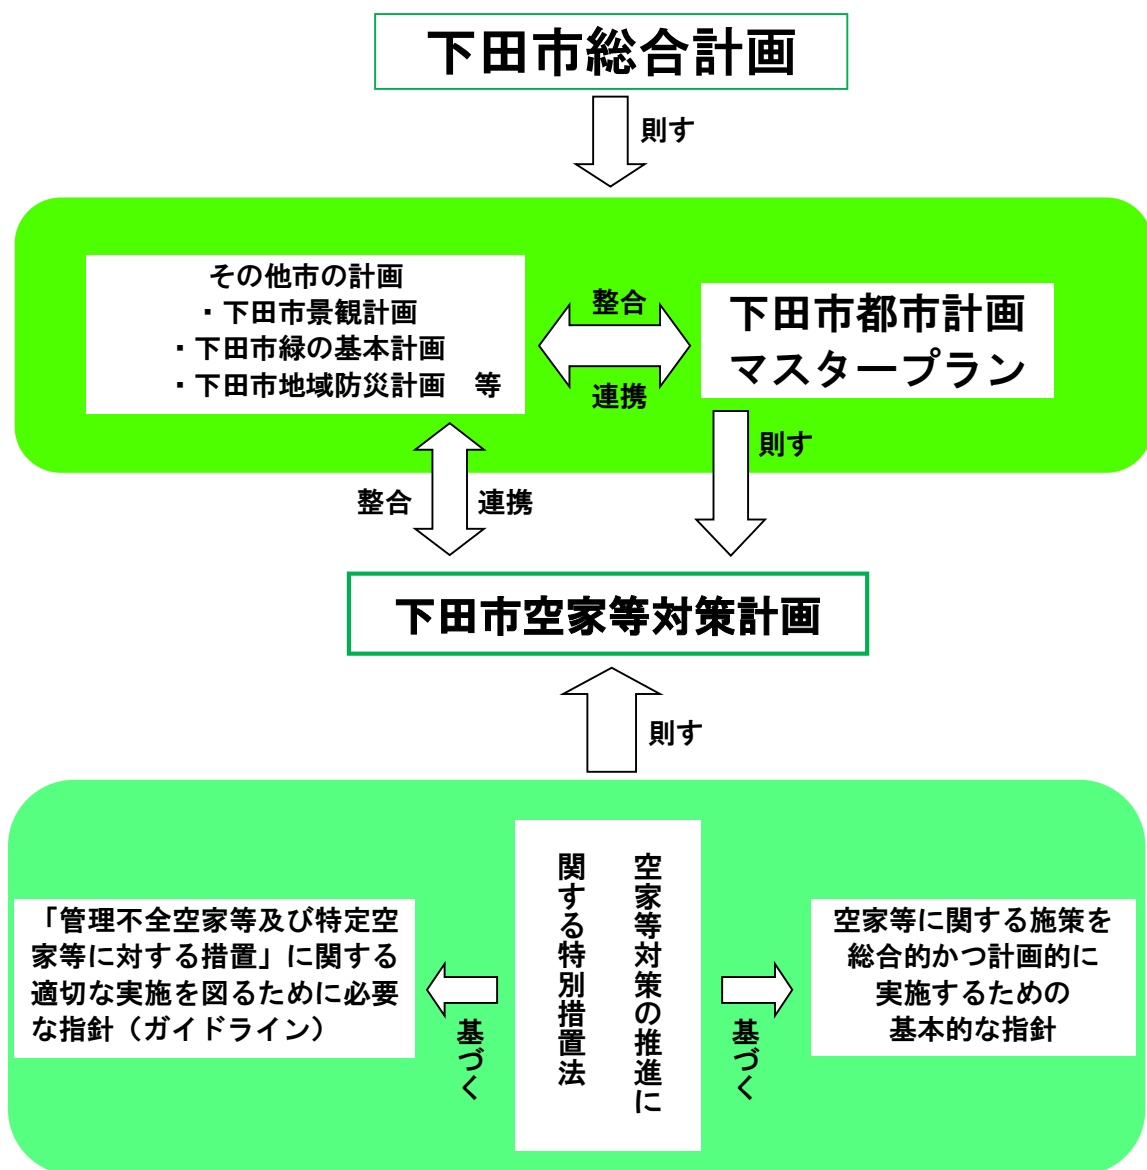 下田市総合計画
則す
その他市の計画
・下田市景観計画
・下田市緑の基本計画
・下田市地域防災計画　等
整合
連携
下田市都市計画
マスタープラン
則す
整合
連携
下田市空家等対策計画
則す
空家等対策の推進に
関する特別措置法
「管理不全空家等及び特定空
家等に対する措置」に関する
適切な実施を図るために必要
な指針（ガイドライン）
基づく
基づく
空家等に関する施策を
総合的かつ計画的に
実施するための
基本的な指針